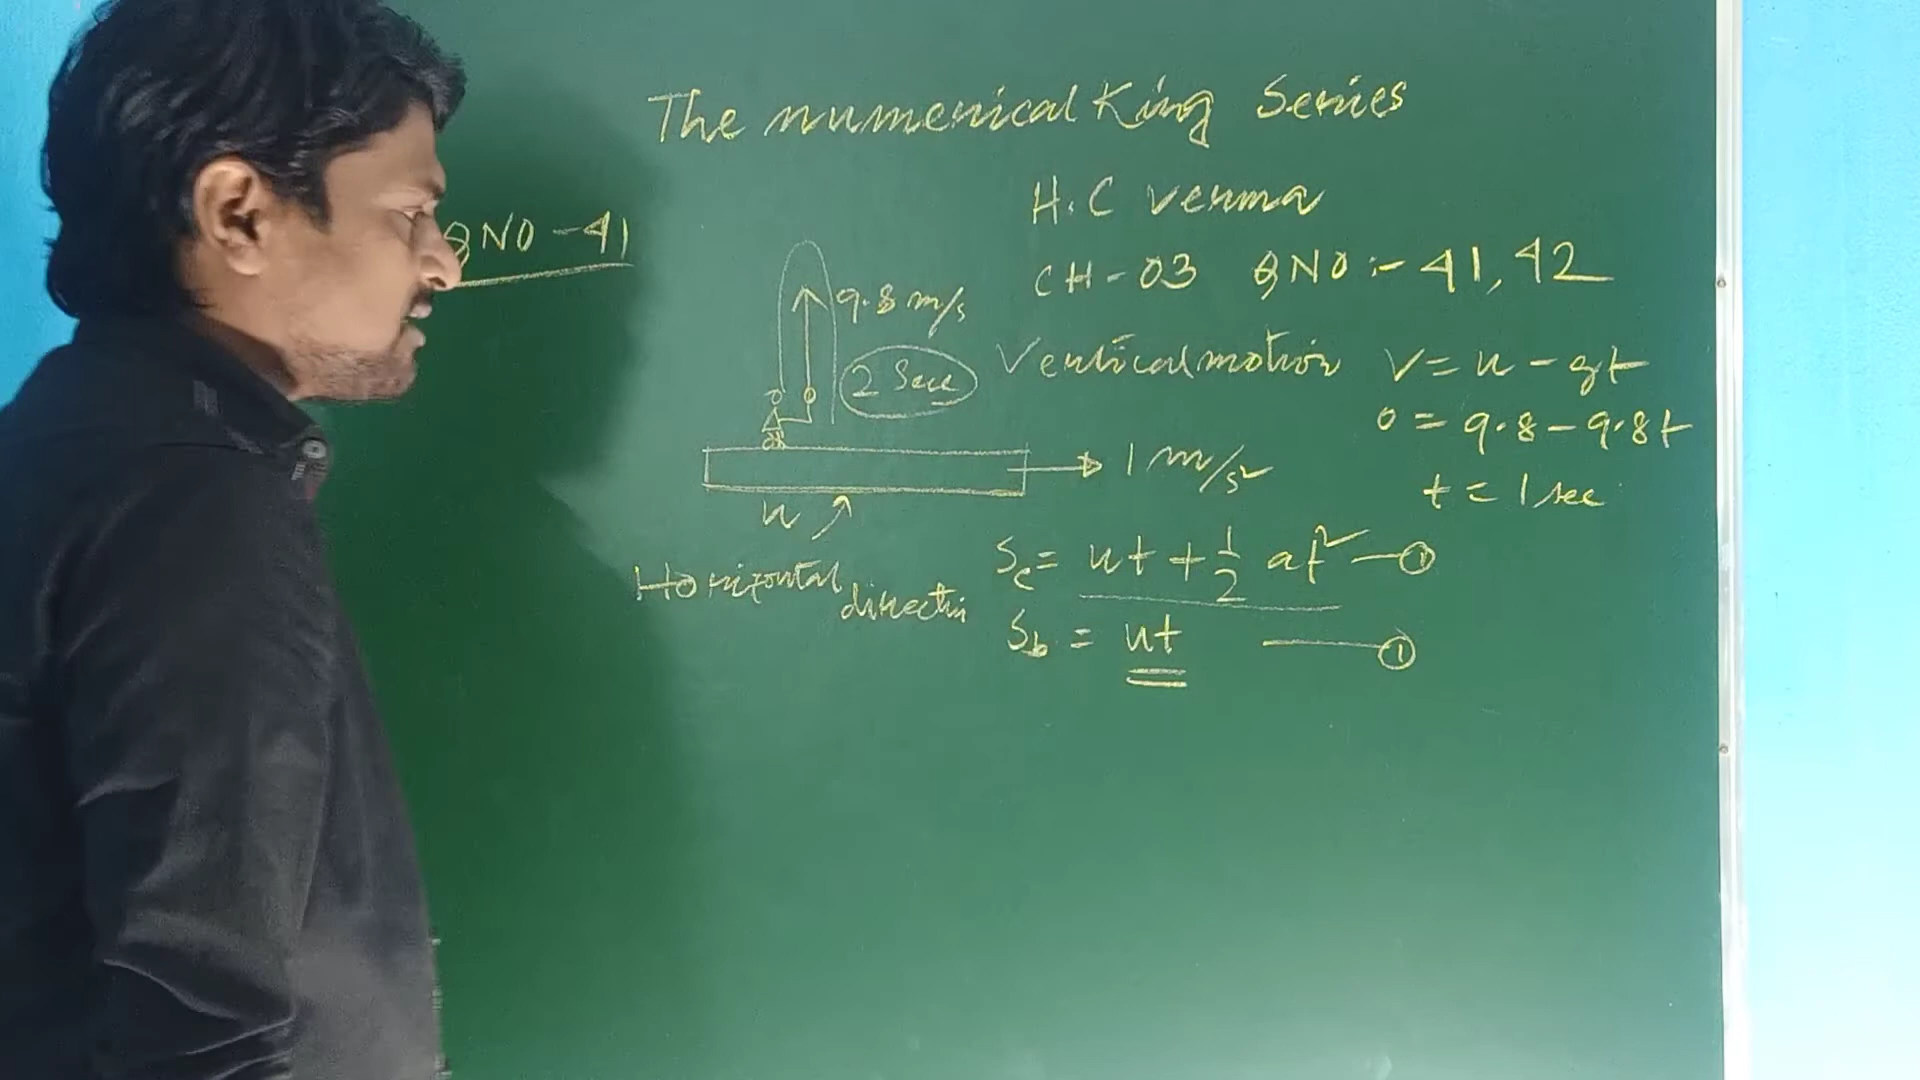 The numerical King Series
H.C Verma
QNO - 41
CH - 03 QNO :- 41, 42
9.8 m/s
2 Sece
Vertical motion V = u - gt
0 = 9.8 - 9.8t
1 m/s²
t = 1 sec
u
Sc = ut + 1/2 at² — ①
Horizontal direction
Sb = ut — ①